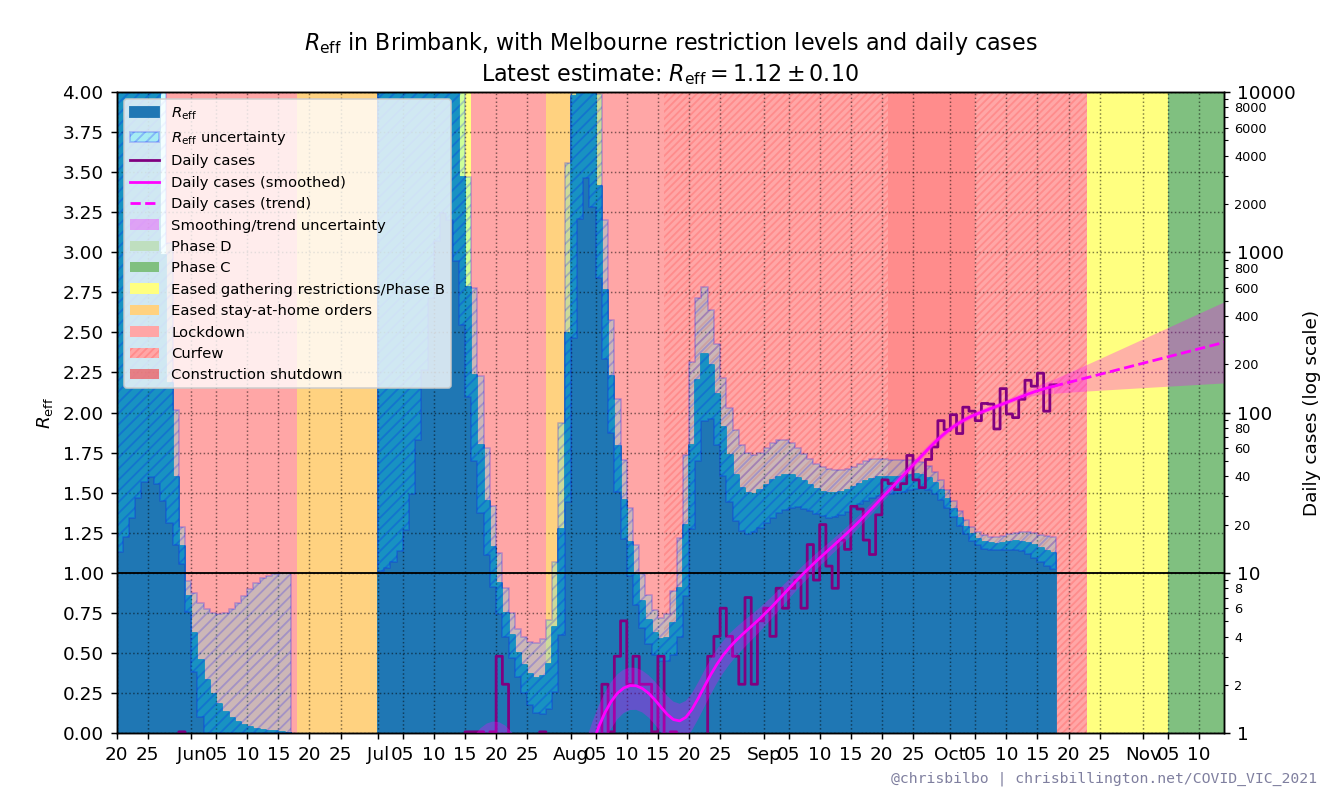 R_eff in Brimbank, with Melbourne restriction levels and daily cases
Latest estimate: R_eff = 1.12 ± 0.10
R_eff
R_eff uncertainty
Daily cases
Daily cases (smoothed)
Daily cases (trend)
Smoothing/trend uncertainty
Phase D
Phase C
Eased gathering restrictions/Phase B
Eased stay-at-home orders
Lockdown
Curfew
Construction shutdown
R_eff
4.00
3.75
3.50
3.25
3.00
2.75
2.50
2.25
2.00
1.75
1.50
1.25
1.00
0.75
0.50
0.25
0.00
10000
8000
6000
4000
2000
1000
800
600
400
200
100
80
60
40
20
10
8
6
4
2
1
Daily cases (log scale)
20 25 Jun 05 10 15 20 25 Jul 05 10 15 20 25 Aug 05 10 15 20 25 Sep 05 10 15 20 25 Oct 05 10 15 20 25 Nov 05 10
@chrisbilbo | chrisbillington.net/COVID_VIC_2021